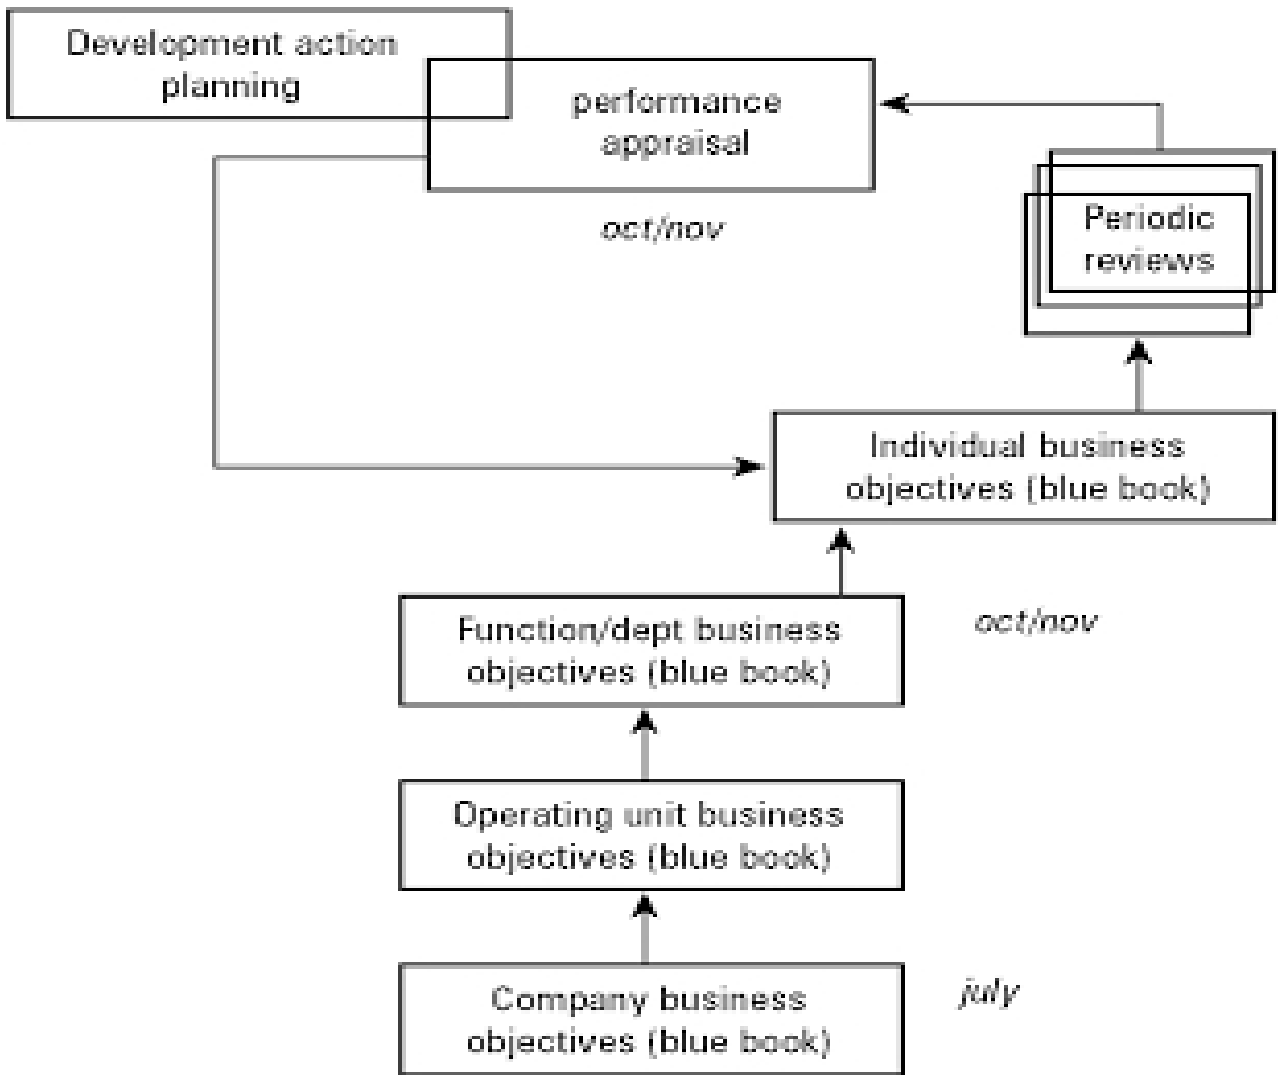 Development action
planning
performance
appraisal
oct/nov
Periodic
reviews
Individual business
objectives (blue book)
Function/dept business
objectives (blue book)
oct/nov
Operating unit business
objectives (blue book)
Company business
objectives (blue book)
july